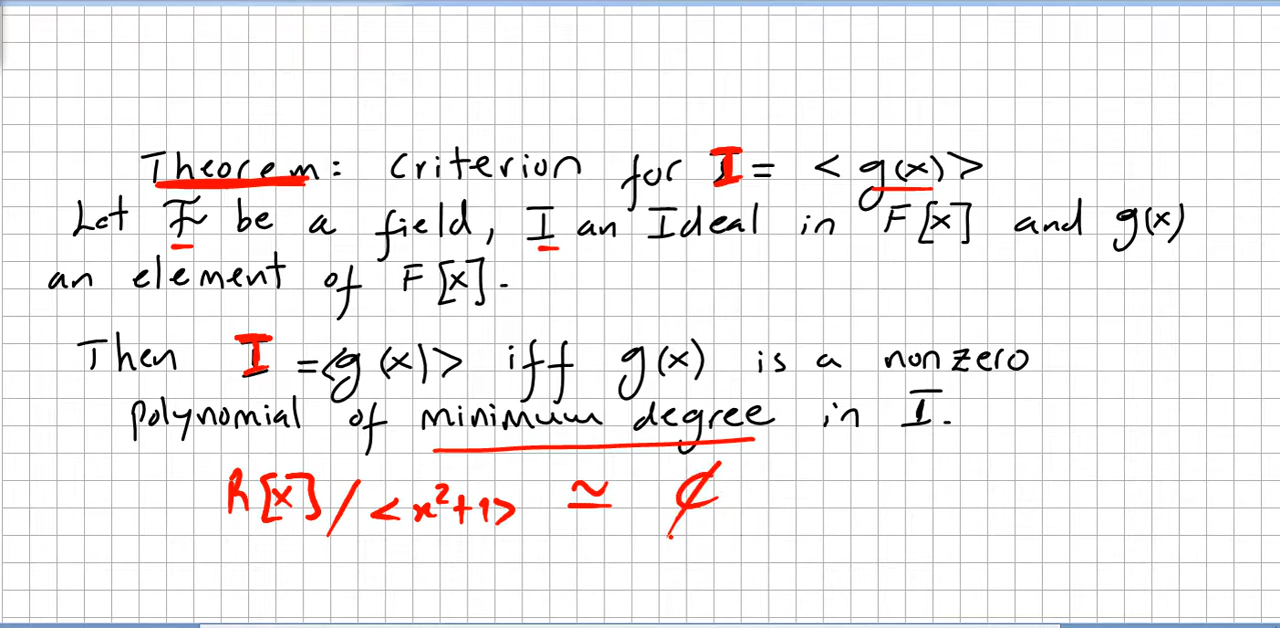 Theorem: Criterion for I = < g(x) >
Let F be a field, I an Ideal in F[x] and g(x)
an element of F[x].
Then I = <g(x)> iff g(x) is a nonzero
polynomial of minimum degree in I.
R[x] / < x²+1> ≃ ₵